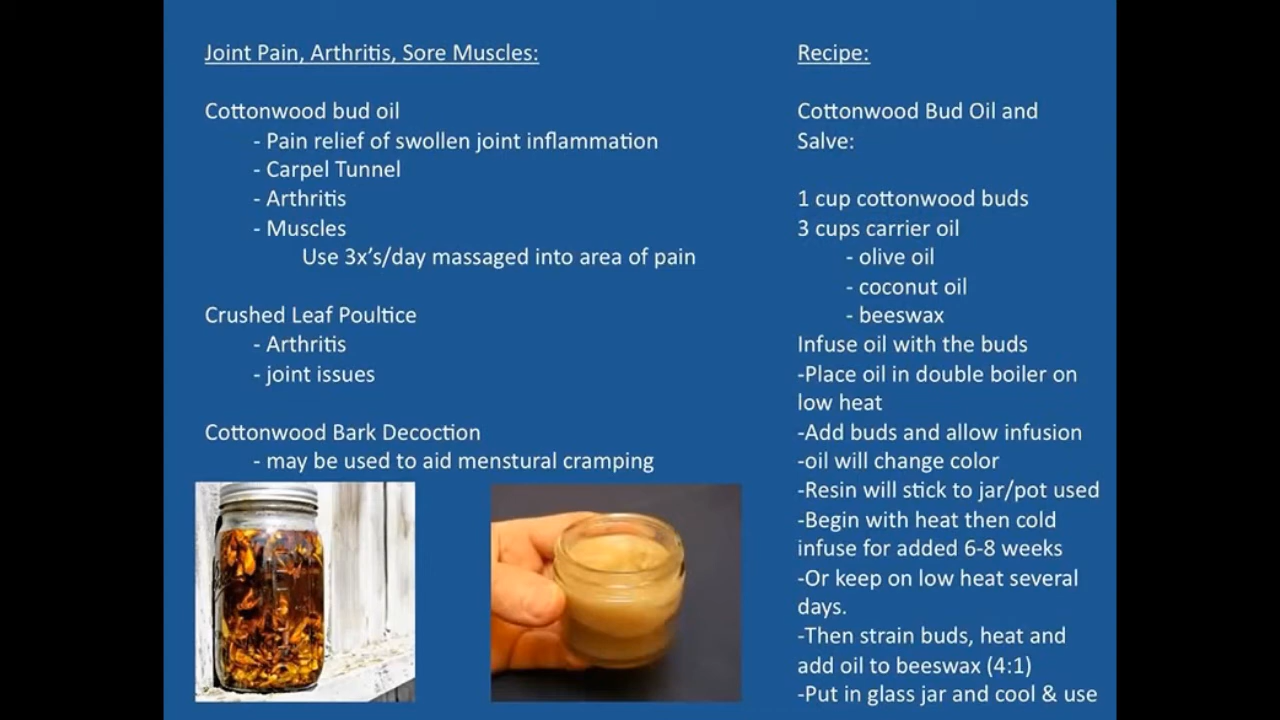 Joint Pain, Arthritis, Sore Muscles:
Cottonwood bud oil
- Pain relief of swollen joint inflammation
- Carpel Tunnel
- Arthritis
- Muscles
Use 3x's/day massaged into area of pain
Crushed Leaf Poultice
- Arthritis
- joint issues
Cottonwood Bark Decoction
- may be used to aid menstural cramping
Recipe:
Cottonwood Bud Oil and
Salve:
1 cup cottonwood buds
3 cups carrier oil
- olive oil
- coconut oil
- beeswax
Infuse oil with the buds
-Place oil in double boiler on
low heat
-Add buds and allow infusion
-oil will change color
-Resin will stick to jar/pot used
-Begin with heat then cold
infuse for added 6-8 weeks
-Or keep on low heat several
days.
-Then strain buds, heat and
add oil to beeswax (4:1)
-Put in glass jar and cool & use